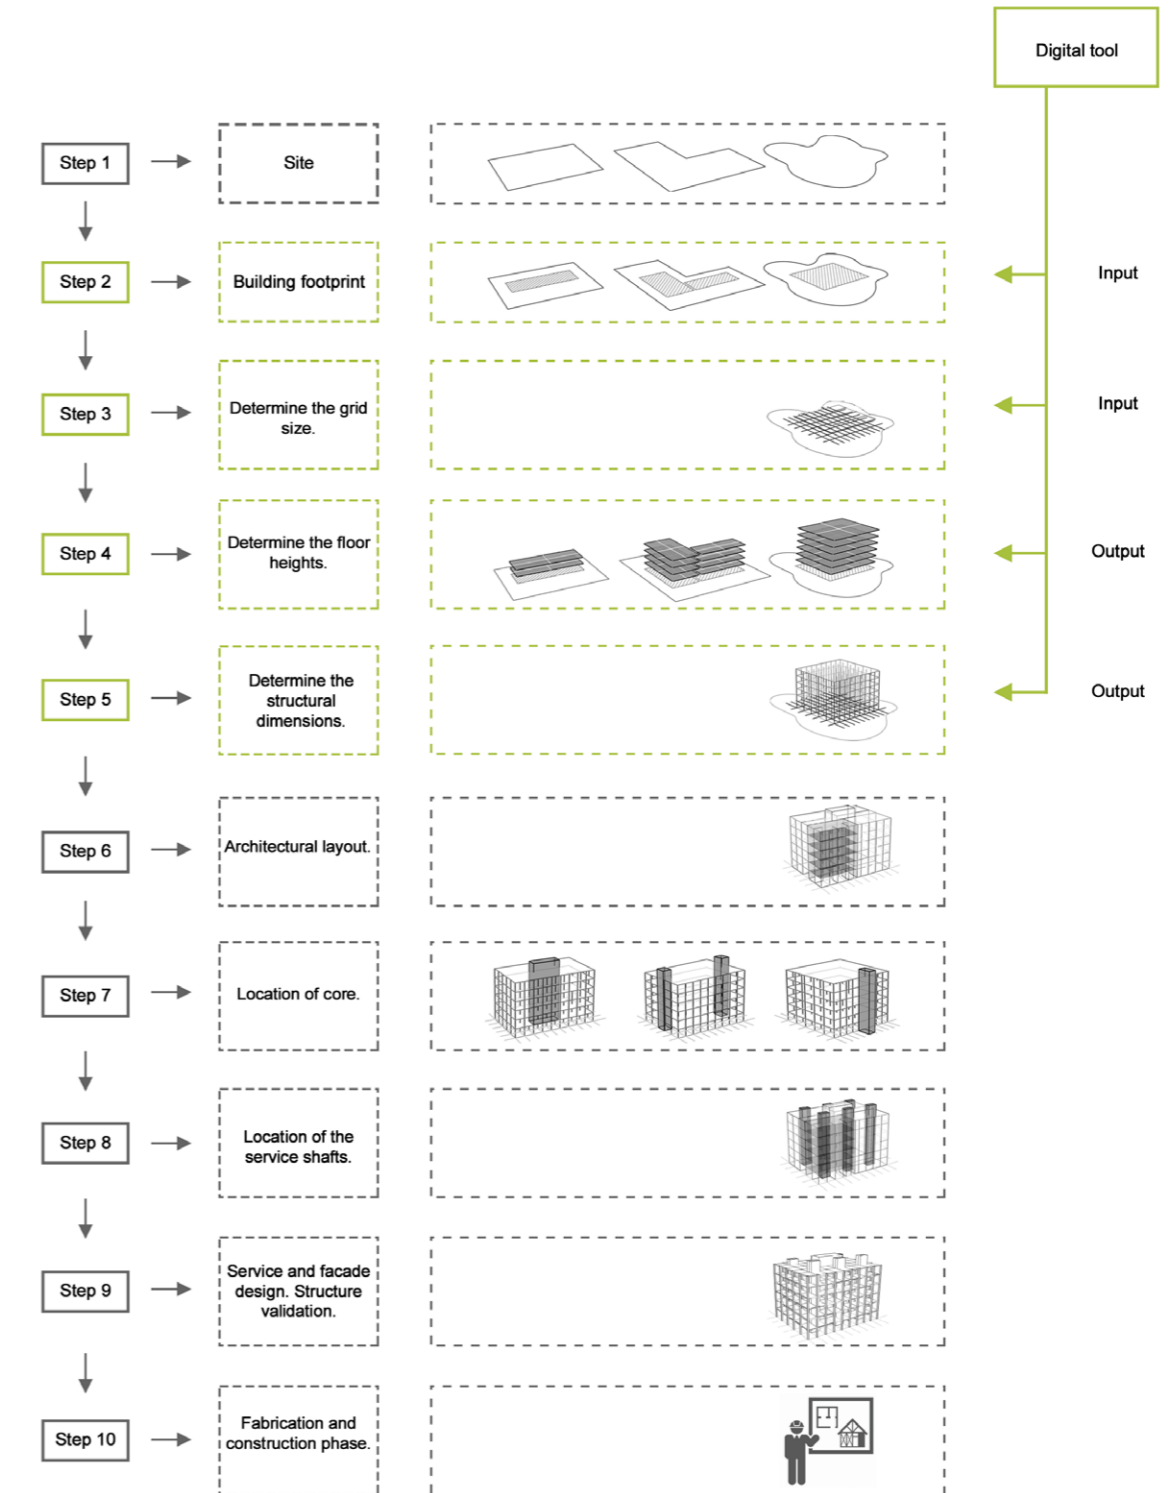 Digital tool
Step 1
Site
Step 2
Building footprint
Input
Step 3
Determine the grid
size.
Input
Step 4
Determine the floor
heights.
Output
Step 5
Determine the
structural
dimensions.
Output
Step 6
Architectural layout.
Step 7
Location of core.
Step 8
Location of the
service shafts.
Step 9
Service and facade
design. Structure
validation.
Step 10
Fabrication and
construction phase.